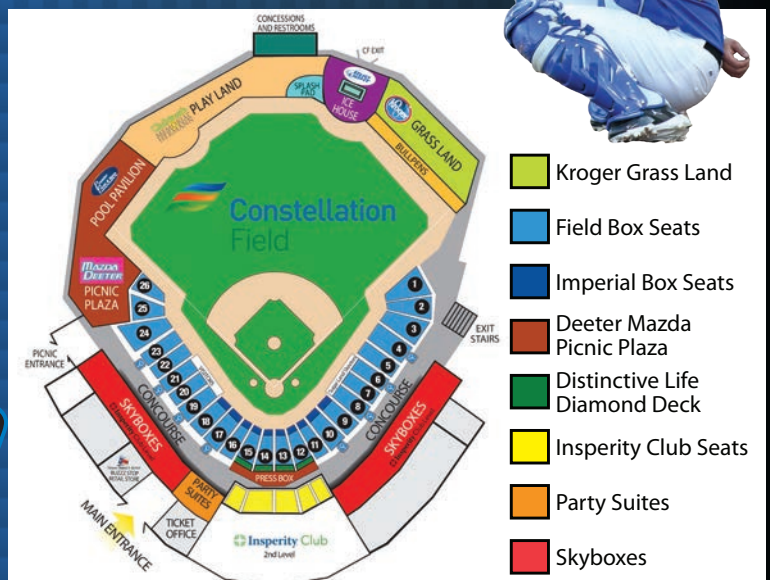 CONCESSIONS
AND RESTROOMS
CF EXIT
PLAY LAND
SPLASH
PAD
ICE
HOUSE
GRASS LAND
BULLPENS
POOL PAVILION
Constellation
Field
MAZDA
DEETER
PICNIC
PLAZA
26
25
24
23
22
21
20
19
18
17
16
15
14
13
12
11
10
9
8
7
6
5
4
3
2
1
EXIT
STAIRS
PICNIC
ENTRANCE
SKYBOXES
CONCOURSE
CONCOURSE
SKYBOXES
PRESS BOX
PARTY
SUITES
BUZZ STOP
RETAIL STORE
TICKET
OFFICE
MAIN ENTRANCE
Insperity Club
2nd Level
Kroger Grass Land
Field Box Seats
Imperial Box Seats
Deeter Mazda
Picnic Plaza
Distinctive Life
Diamond Deck
Insperity Club Seats
Party Suites
Skyboxes